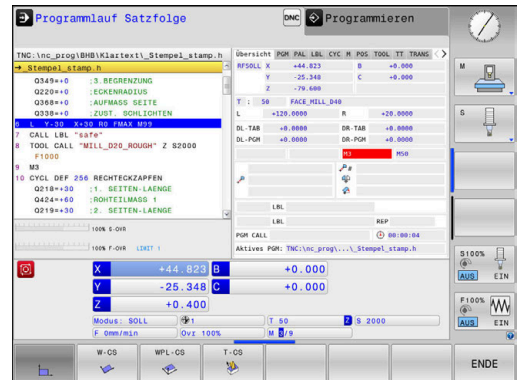 Programmlauf Satzfolge
DNC
Programmieren
TNC:\nc_prog\BHB\Klartext\_Stempel_stamp.h
→_Stempel_stamp.h
Q349=+0 ;3.BEGRENZUNG
Q220=+0 ;ECKENRADIUS
Q368=+0 ;AUFMASS SEITE
Q338=+0 ;ZUST. SCHLICHTEN
6 L Y-30 X+30 R0 FMAX M99
7 CALL LBL "safe"
8 TOOL CALL "MILL_D20_ROUGH" Z S2000
F1000
9 M3
10 CYCL DEF 256 RECHTECKZAPFEN
Q218=+30 ;1. SEITEN-LAENGE
Q424=+60 ;ROHTEILMASS 1
Q219=+30 ;2. SEITEN-LAENGE
100% S-OVR
100% F-OVR LIMIT 1
Übersicht PGM PAL LBL CYC M POS TOOL TT TRANS
RFSOLL X +44.823 B +0.000
Y -25.348 C +0.000
Z -79.600
T : 50 FACE_MILL_D40
L +120.0000 R +20.0000
DL-TAB +0.0000 DR-TAB +0.0000
DL-PGM +0.0000 DR-PGM +0.0000
M3 M50
LBL
LBL REP
PGM CALL 00:00:04
Aktives PGM: TNC:\nc_prog\...\_Stempel_stamp.h
X +44.823 B +0.000
Y -25.348 C +0.000
Z +0.400
Modus: SOLL 1 T 50 Z S 2000
F 0mm/min Ovr 100% M 3/9
M
S
S100%
AUS EIN
F100%
AUS EIN
W-CS
WPL-CS
T-CS
ENDE